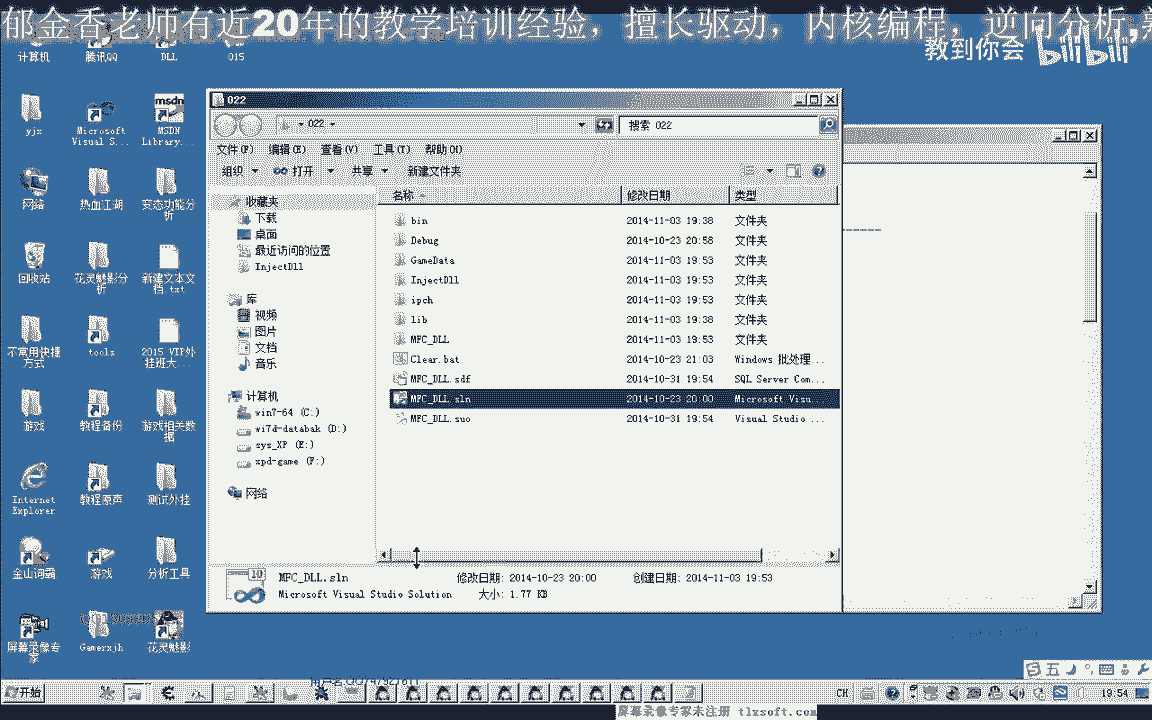 郁金香老师有近20年的教学培训经验，擅长驱动，内核编程，逆向分析,
教到你会 bilibili
计算机 腾讯QQ DLL 015
yjx Microsoft Visual S... msdn MSDN Library...
网络 热血江湖 变态功能分析
回收站 花灵魅影分析 新建文本文档.txt
不常用快捷方式 tools 2015 VIP外挂班大...
游戏 教程备份 游戏相关数据
Internet Explorer 教程原声 测试外挂
金山词霸 游戏 分析工具
屏幕录像专家 Gamerxjh 花灵魅影
022
022 搜索 022
文件(F) 编辑(E) 查看(V) 工具(T) 帮助(H)
组织 打开 共享 新建文件夹
收藏夹
下载
桌面
最近访问的位置
InjectDll
库
视频
图片
文档
音乐
计算机
win7-64 (C:)
wi7d-databak (D:)
sys_XP (E:)
xpd-game (F:)
网络
名称 修改日期 类型
bin 2014-11-03 19:38 文件夹
Debug 2014-10-23 20:58 文件夹
GameData 2014-11-03 19:53 文件夹
InjectDll 2014-11-03 19:53 文件夹
ipch 2014-11-03 19:53 文件夹
lib 2014-11-03 19:38 文件夹
MFC_DLL 2014-11-03 19:53 文件夹
Clear.bat 2014-10-23 21:03 Windows 批处理...
MFC_DLL.sdf 2014-10-31 19:54 SQL Server Com...
MFC_DLL.sln 2014-10-23 20:00 Microsoft Visu...
MFC_DLL.suo 2014-10-31 19:54 Visual Studio ...
MFC_DLL.sln 修改日期: 2014-10-23 20:00 创建日期: 2014-11-03 19:53
Microsoft Visual Studio Solution 大小: 1.77 KB
五
开始 CH 19:54
屏幕录像专家未注册 tlxsoft.com